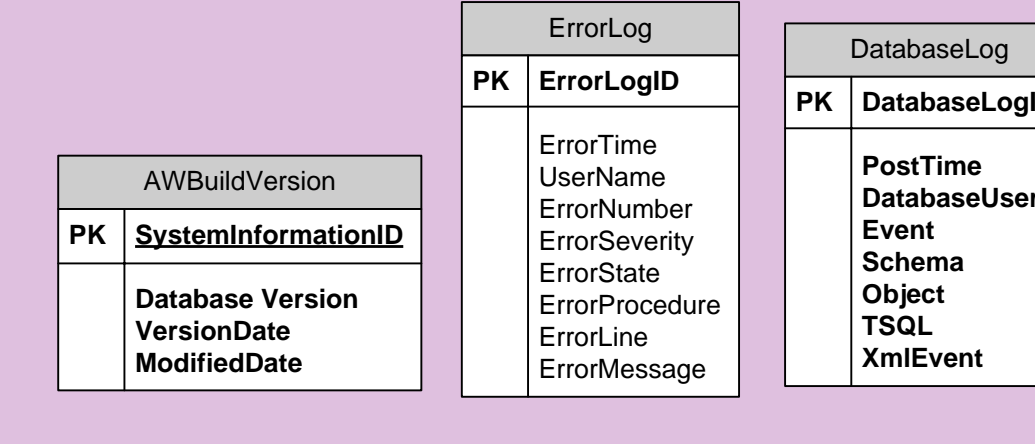 ErrorLog
PK ErrorLogID
ErrorTime
UserName
ErrorNumber
ErrorSeverity
ErrorState
ErrorProcedure
ErrorLine
ErrorMessage
DatabaseLog
PK
PostTime
DatabaseUser
Event
Schema
Object
TSQL
XmlEvent
AWBuildVersion
PK SystemInformationID
Database Version
VersionDate
ModifiedDate